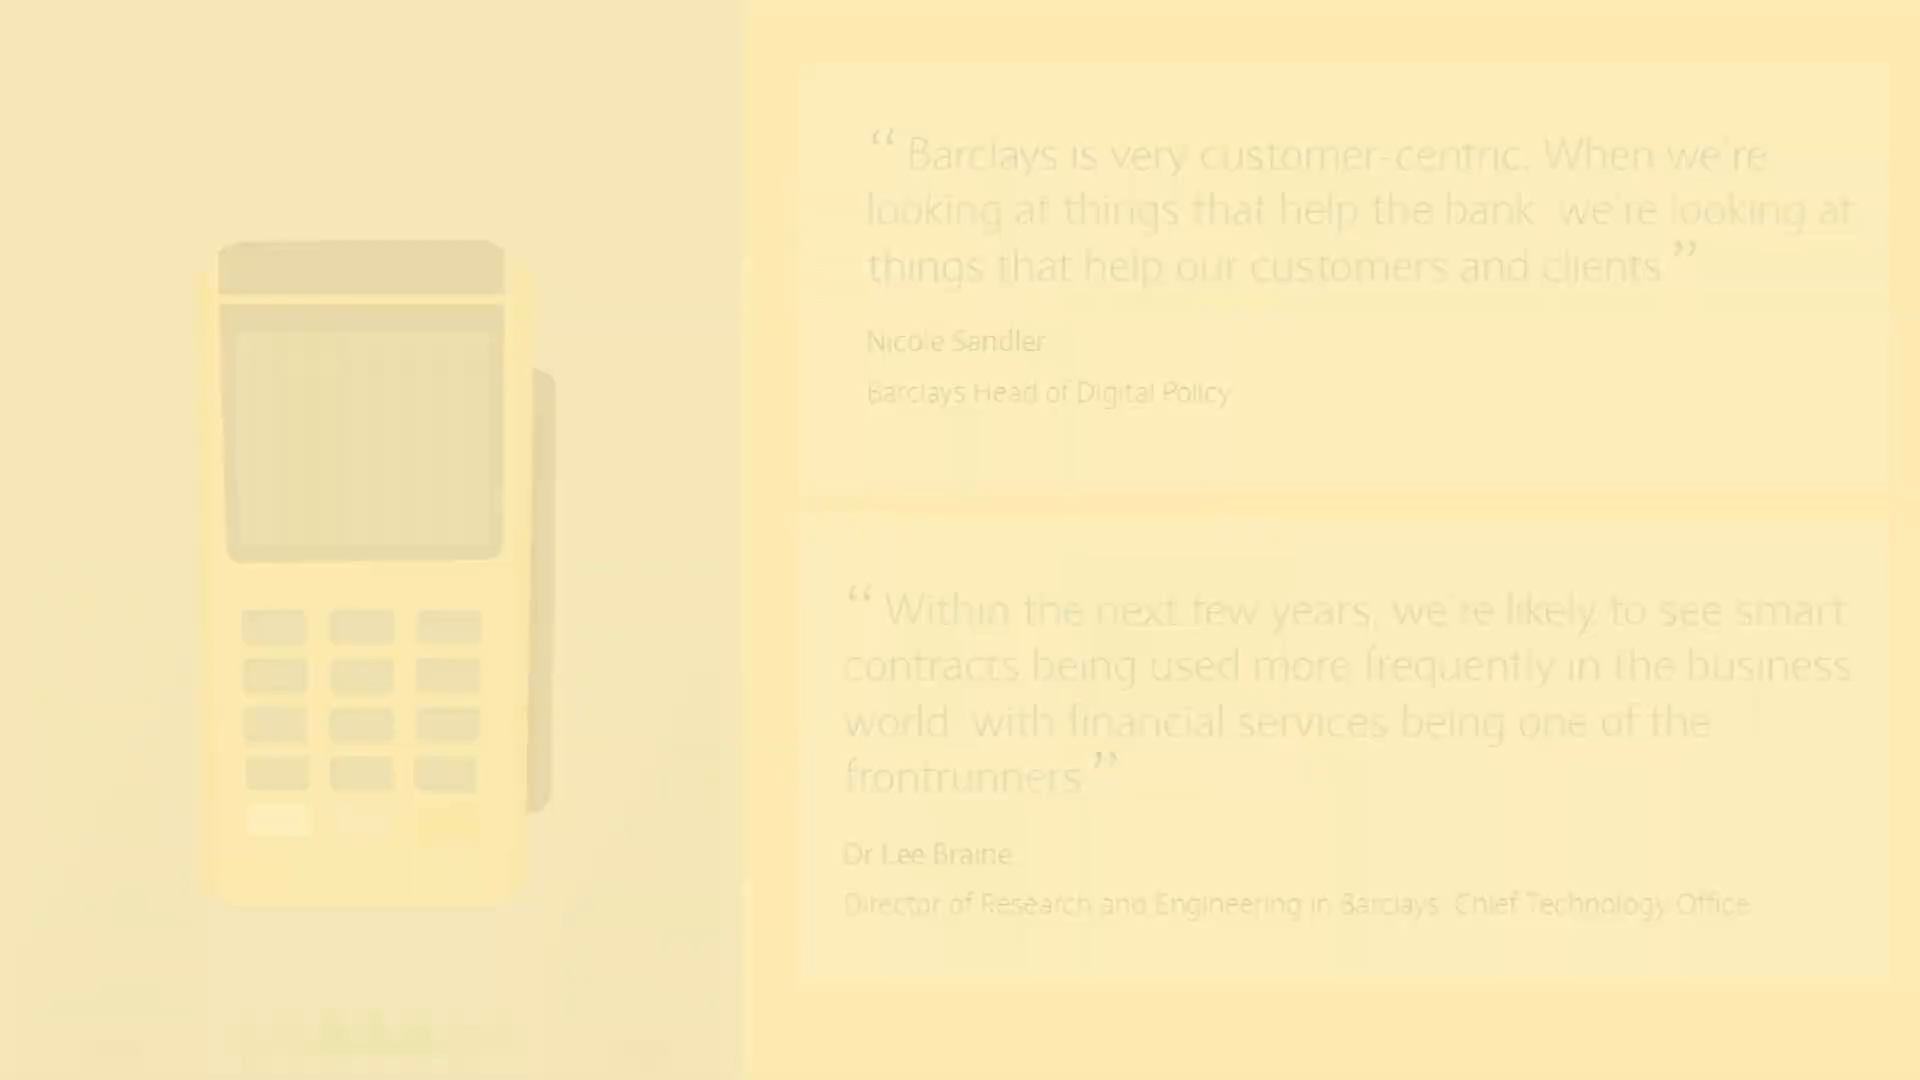 “ Barclays is very customer-centric. When we're
looking at things that help the bank, we're looking at
things that help our customers and clients.”
Nicole Sandler
Barclays Head of Digital Policy
“ Within the next few years, we're likely to see smart
contracts being used more frequently in the business
world, with financial services being one of the
frontrunners.”
Dr Lee Braine
Director of Research and Engineering in Barclays' Chief Technology Office